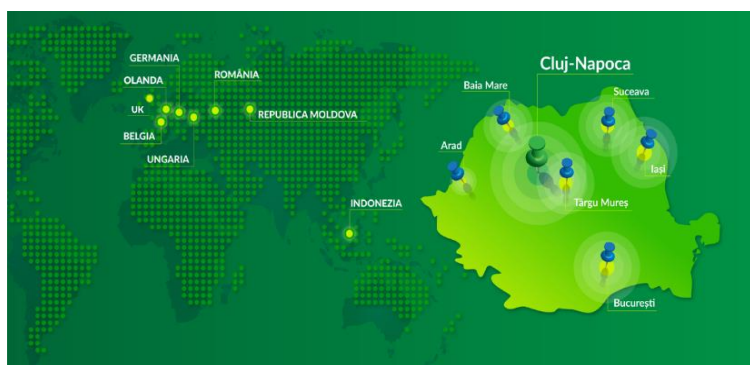 GERMANIA
OLANDA
ROMÂNIA
UK
REPUBLICA MOLDOVA
BELGIA
UNGARIA
INDONEZIA
Cluj-Napoca
Baia Mare
Suceava
Arad
Iași
Târgu Mureș
București